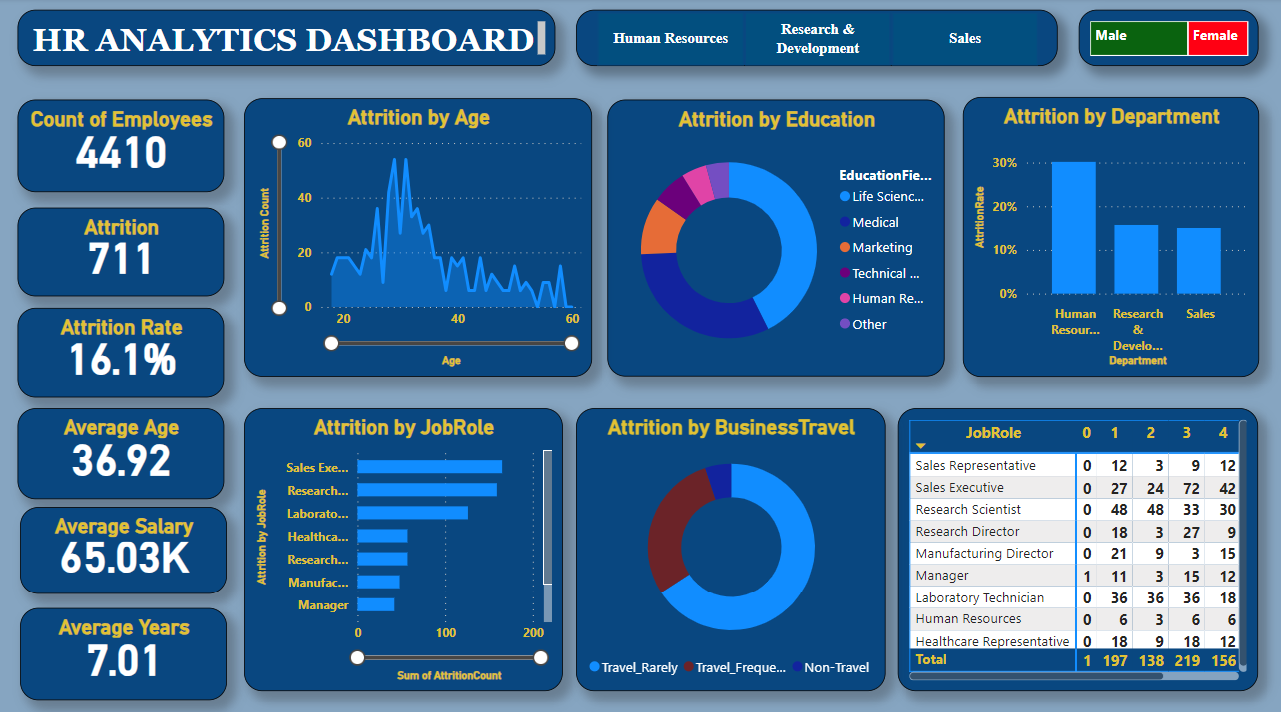 HR ANALYTICS DASHBOARD
Human Resources
Research &
Development
Sales
Male
Female
Count of Employees
4410
Attrition
711
Attrition Rate
16.1%
Average Age
36.92
Average Salary
65.03K
Average Years
7.01
Attrition by Age
Attrition Count
60
40
20
0
20 40 60
Age
Attrition by Education
EducationFie...
Life Scienc...
Medical
Marketing
Technical ...
Human Re...
Other
Attrition by Department
AtrritionRate
30%
20%
10%
0%
Human
Resour...
Research
&
Develo...
Sales
Department
Attrition by JobRole
Attrition by JobRole
Sales Exe...
Research...
Laborato...
Healthca...
Research...
Manufac...
Manager
0 100 200
Sum of AttritionCount
Attrition by BusinessTravel
Travel_Rarely Travel_Freque... Non-Travel
JobRole 0 1 2 3 4
Sales Representative 0 12 3 9 12
Sales Executive 0 27 24 72 42
Research Scientist 0 48 48 33 30
Research Director 0 18 3 27 9
Manufacturing Director 0 21 9 3 15
Manager 1 11 3 15 12
Laboratory Technician 0 36 36 36 18
Human Resources 0 6 3 6 6
Healthcare Representative 0 18 9 18 12
Total 1 197 138 219 156